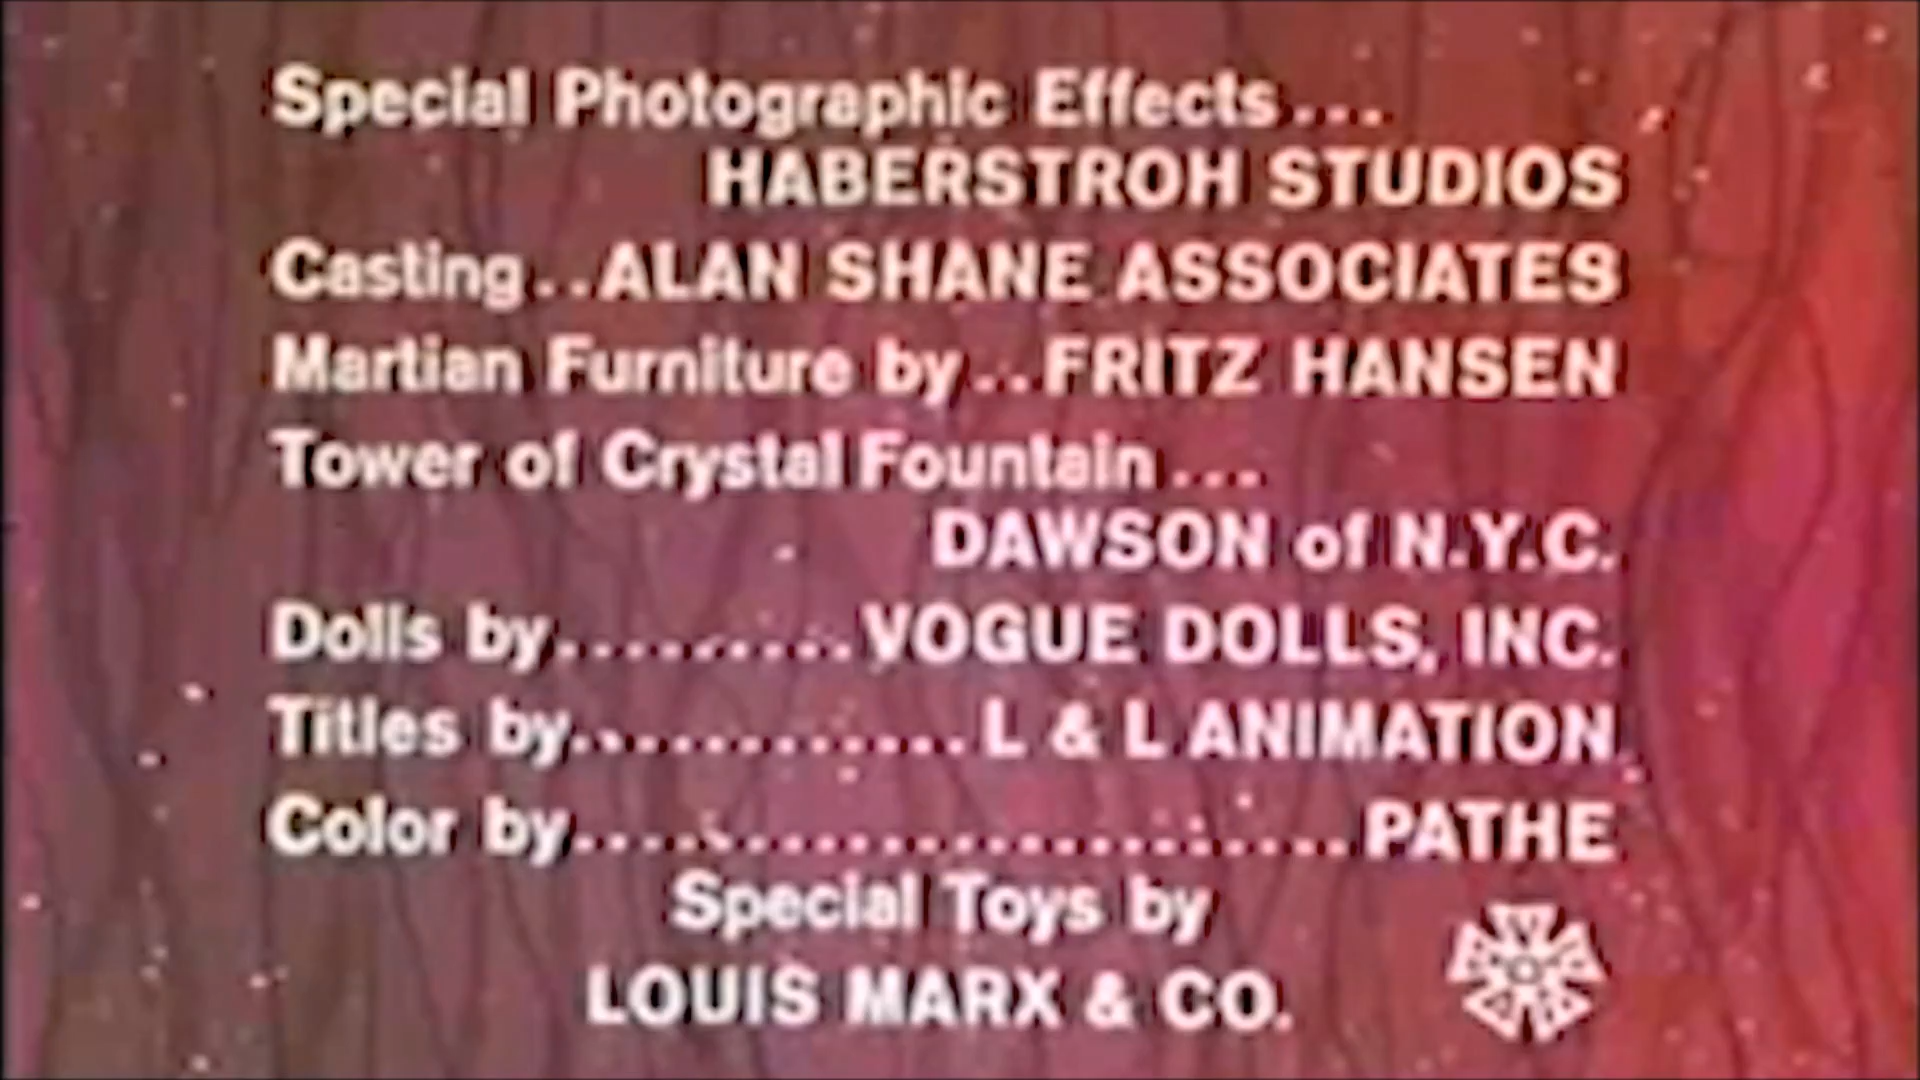 Special Photographic Effects...
HABERSTROH STUDIOS
Casting..ALAN SHANE ASSOCIATES
Martian Furniture by...FRITZ HANSEN
Tower of Crystal Fountain...
DAWSON of N.Y.C.
Dolls by..........VOGUE DOLLS, INC.
Titles by.............L & L ANIMATION
Color by..........................PATHE
Special Toys by
LOUIS MARX & CO.